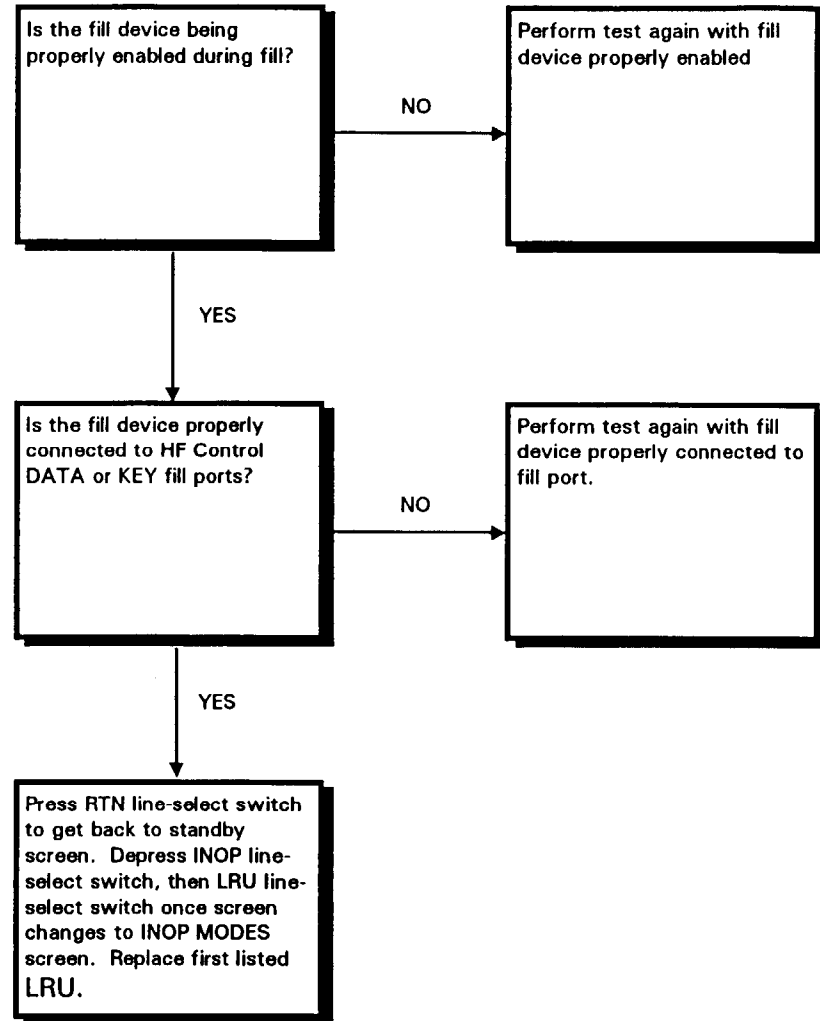 Is the fill device being
properly enabled during fill?
NO
Perform test again with fill
device properly enabled
YES
Is the fill device properly
connected to HF Control
DATA or KEY fill ports?
NO
Perform test again with fill
device properly connected to
fill port.
YES
Press RTN line-select switch
to get back to standby
screen. Depress INOP line-
select switch, then LRU line-
select switch once screen
changes to INOP MODES
screen. Replace first listed
LRU.